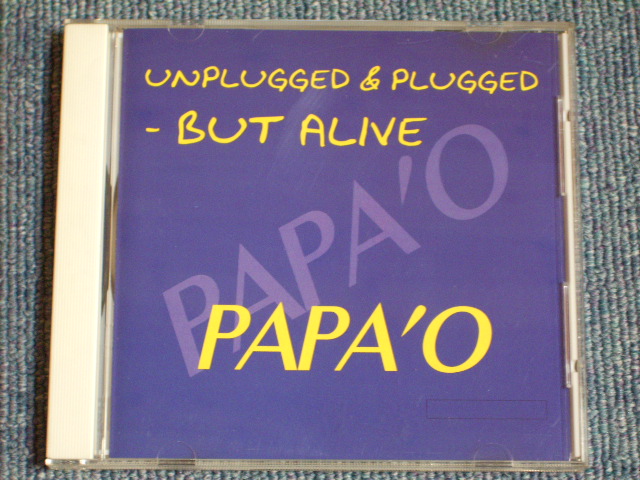 UNPLUGGED & PLUGGED
- BUT ALIVE
PAPA'O
PAPA'O